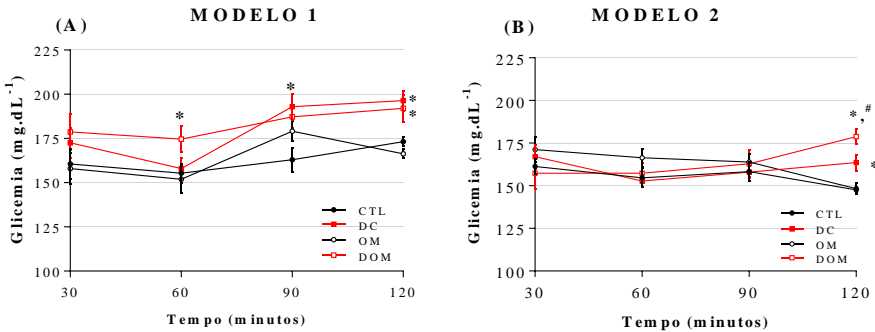 MODELO 1
(A)
225
200
175
150
125
100
Glicemia (mg.dL-1)
*
*
*
*
CTL
DC
OM
DOM
30
60
90
120
Tempo (minutos)
MODELO 2
(B)
225
200
175
150
125
100
Glicemia (mg.dL-1)
*,#
*
CTL
DC
OM
DOM
30
60
90
120
Tempo (minutos)